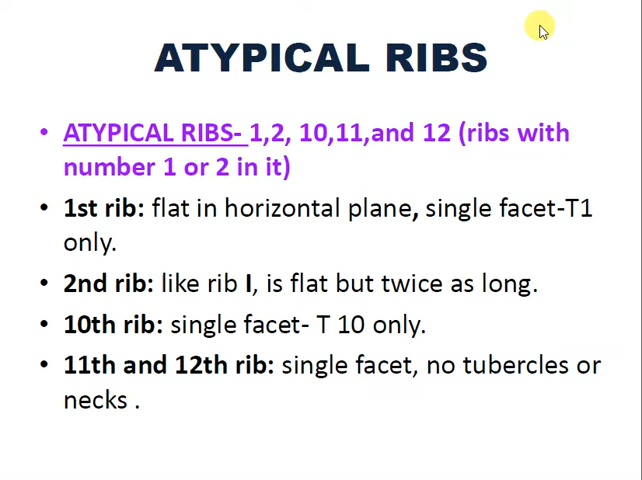 ATYPICAL RIBS
• ATYPICAL RIBS- 1,2, 10,11,and 12 (ribs with
number 1 or 2 in it)
• 1st rib: flat in horizontal plane, single facet-T1
only.
• 2nd rib: like rib I, is flat but twice as long.
• 10th rib: single facet- T 10 only.
• 11th and 12th rib: single facet, no tubercles or
necks .